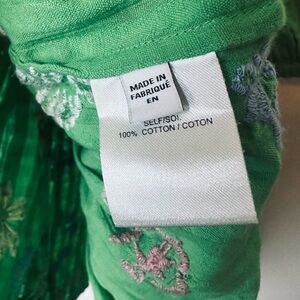 MADE IN
FABRIQUÉ
EN
SELF/SOI:
100% COTTON / COTON